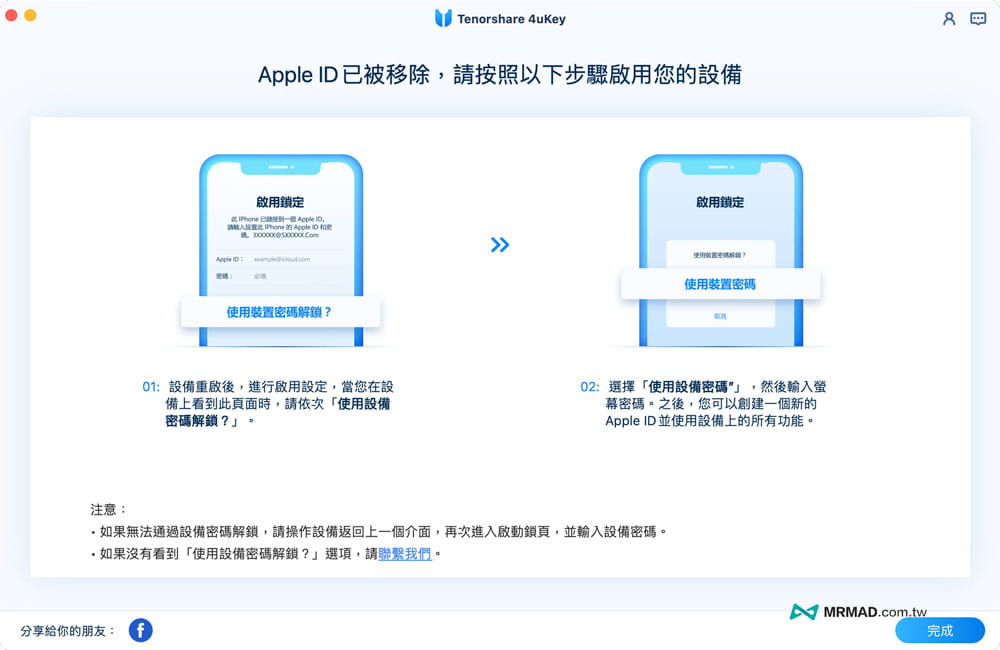 Tenorshare 4uKey
Apple ID已被移除，請按照以下步驟啟用您的設備
啟用鎖定
此 IPhone 已鏈接到一個 Apple ID。
請輸入設置此 IPhone 的 Apple ID 和密
碼。3XXXXX@SXXXXX.Com
Apple ID： example@icloud.com
密碼： 必填
使用裝置密碼解鎖？
啟用鎖定
使用裝置密碼解鎖？
使用裝置密碼
取消
01: 設備重啟後，進行啟用設定，當您在設
備上看到此頁面時，請依次「使用設備
密碼解鎖？」。
02: 選擇「使用設備密碼”」，然後輸入螢
幕密碼。之後，您可以創建一個新的
Apple ID並使用設備上的所有功能。
注意：
・如果無法通過設備密碼解鎖，請操作設備返回上一個介面，再次進入啟動鎖頁，並輸入設備密碼。
・如果沒有看到「使用設備密碼解鎖？」選項，請聯繫我們。
MRMAD.com.tw
分享給你的朋友：
完成